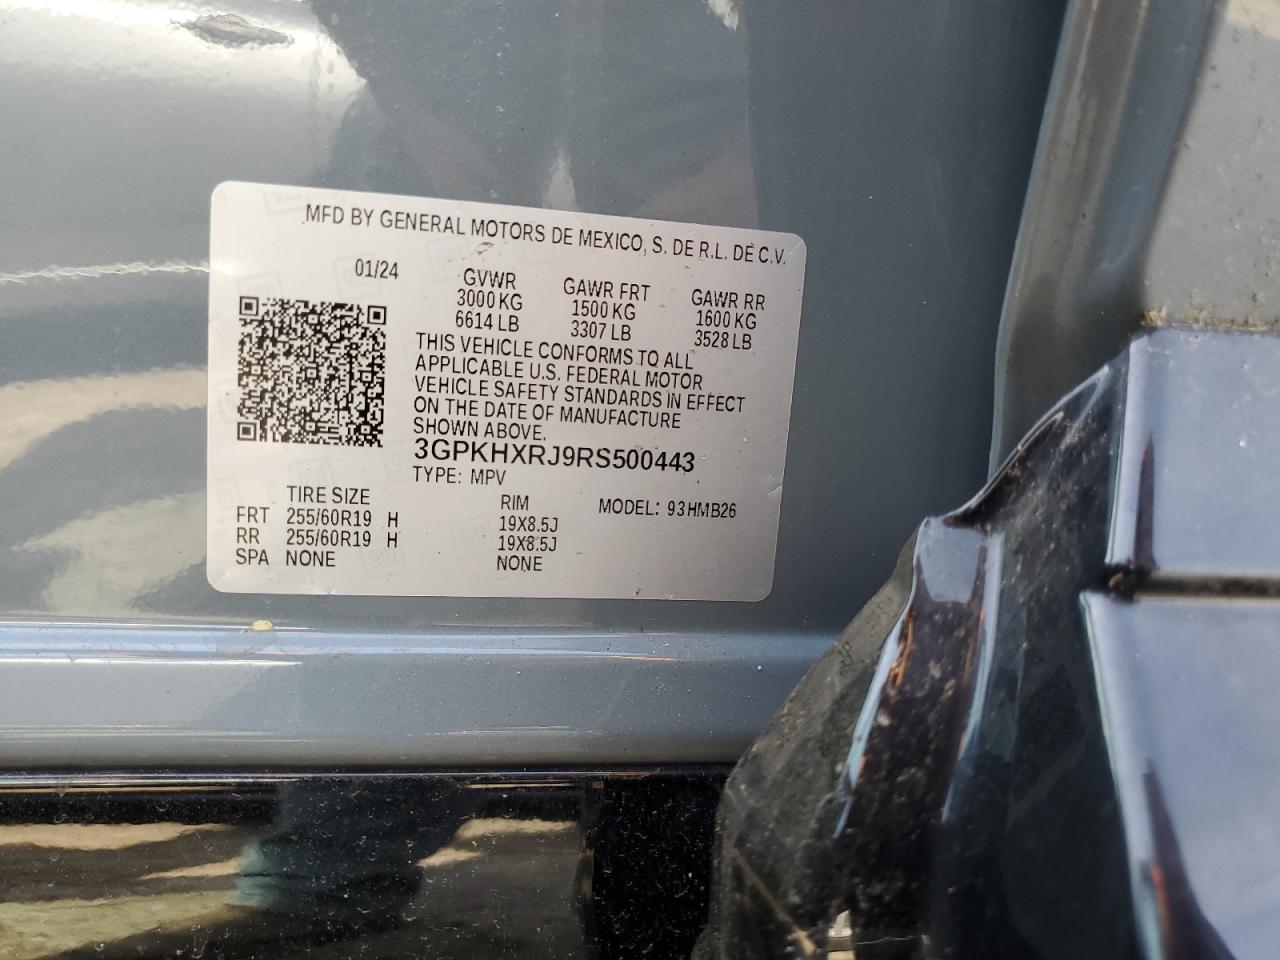 MFD BY GENERAL MOTORS DE MEXICO, S. DE R.L. DE C.V.
01/24 GVWR GAWR FRT GAWR RR
3000 KG 1500 KG 1600 KG
6614 LB 3307 LB 3528 LB
THIS VEHICLE CONFORMS TO ALL
APPLICABLE U.S. FEDERAL MOTOR
VEHICLE SAFETY STANDARDS IN EFFECT
ON THE DATE OF MANUFACTURE
SHOWN ABOVE.
3GPKHXRJ9RS500443
TYPE: MPV
TIRE SIZE RIM MODEL: 93HMB26
FRT 255/60R19 H 19X8.5J
RR 255/60R19 H 19X8.5J
SPA NONE NONE